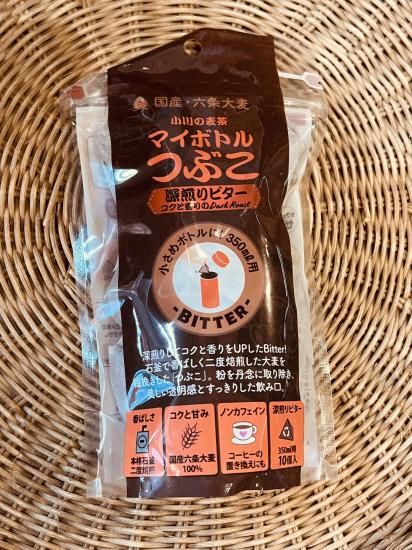 国産・六条大麦
小川の麦茶
マイボトル
つぶこ
深煎りビター
コクと香りのDark Roast
小さめボトルに!350ml用
-BITTER-
深煎りしてコクと香りをUPしたBitter!
石釜で香ばしく二度焙煎した大麦を
粗挽きした「つぶこ」。粉を丹念に取り除き、
美しい透明感とすっきりした飲み口。
香ばしさ
本格石釜
二度焙煎
コクと甘み
国産六条大麦
100%
ノンカフェイン
コーヒーの
置き換えにも
深煎りビター
350ml用
10個入